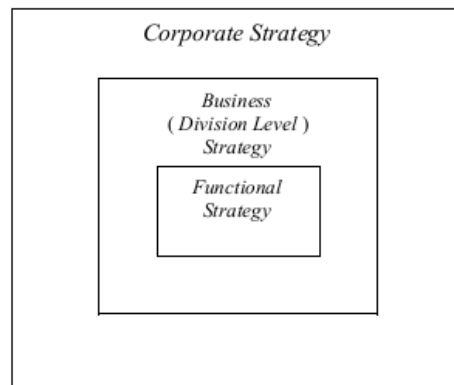 Corporate Strategy
Business
( Division Level )
Strategy
Functional
Strategy